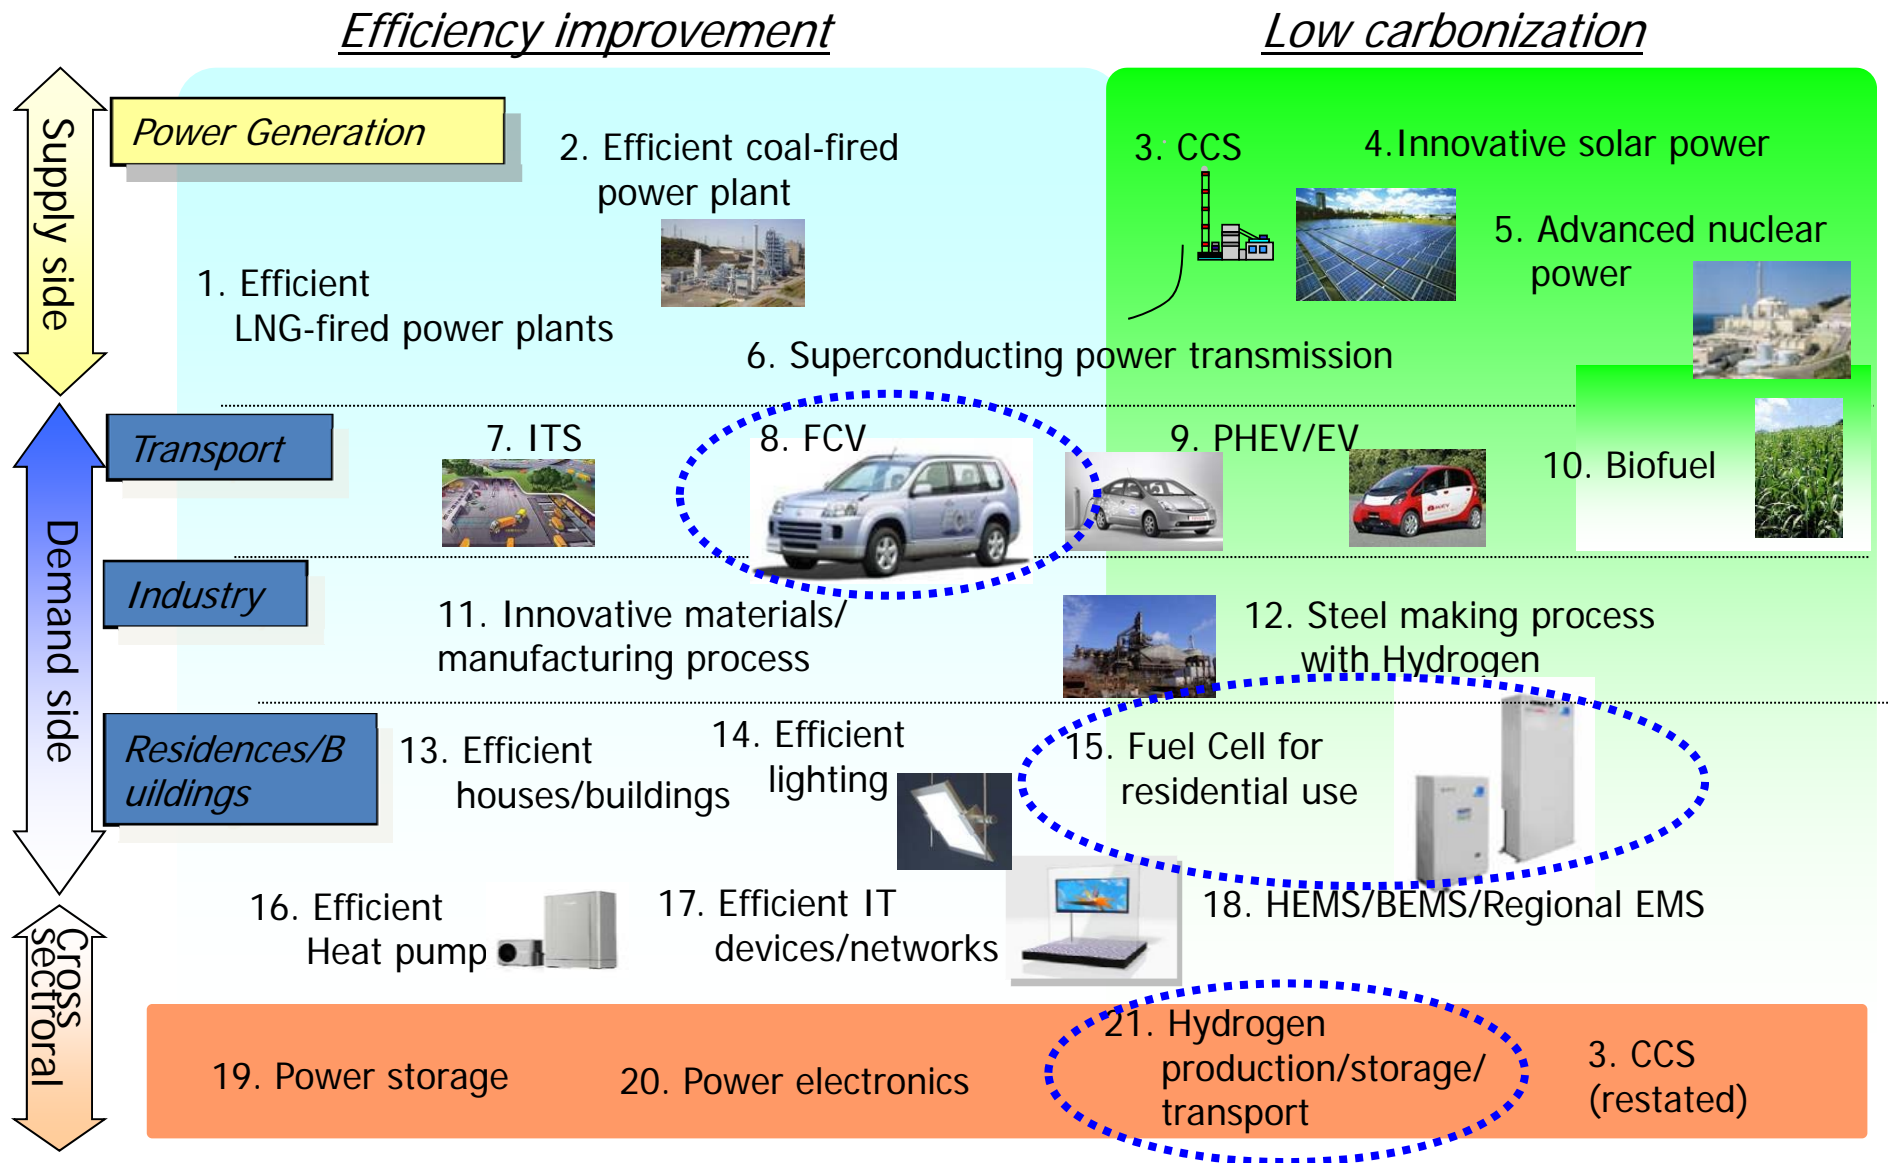 Efficiency improvement
Low carbonization
Supply side
Power Generation
2. Efficient coal-fired
power plant
3. CCS
4.Innovative solar power
5. Advanced nuclear
power
1. Efficient
LNG-fired power plants
6. Superconducting power transmission
Demand side
Transport
7. ITS
8. FCV
9. PHEV/EV
10. Biofuel
Industry
11. Innovative materials/
manufacturing process
12. Steel making process
with Hydrogen
Residences/B
uildings
13. Efficient
houses/buildings
14. Efficient
lighting
15. Fuel Cell for
residential use
16. Efficient
Heat pump
17. Efficient IT
devices/networks
18. HEMS/BEMS/Regional EMS
Cross
sectroral
19. Power storage
20. Power electronics
21. Hydrogen
production/storage/
transport
3. CCS
(restated)